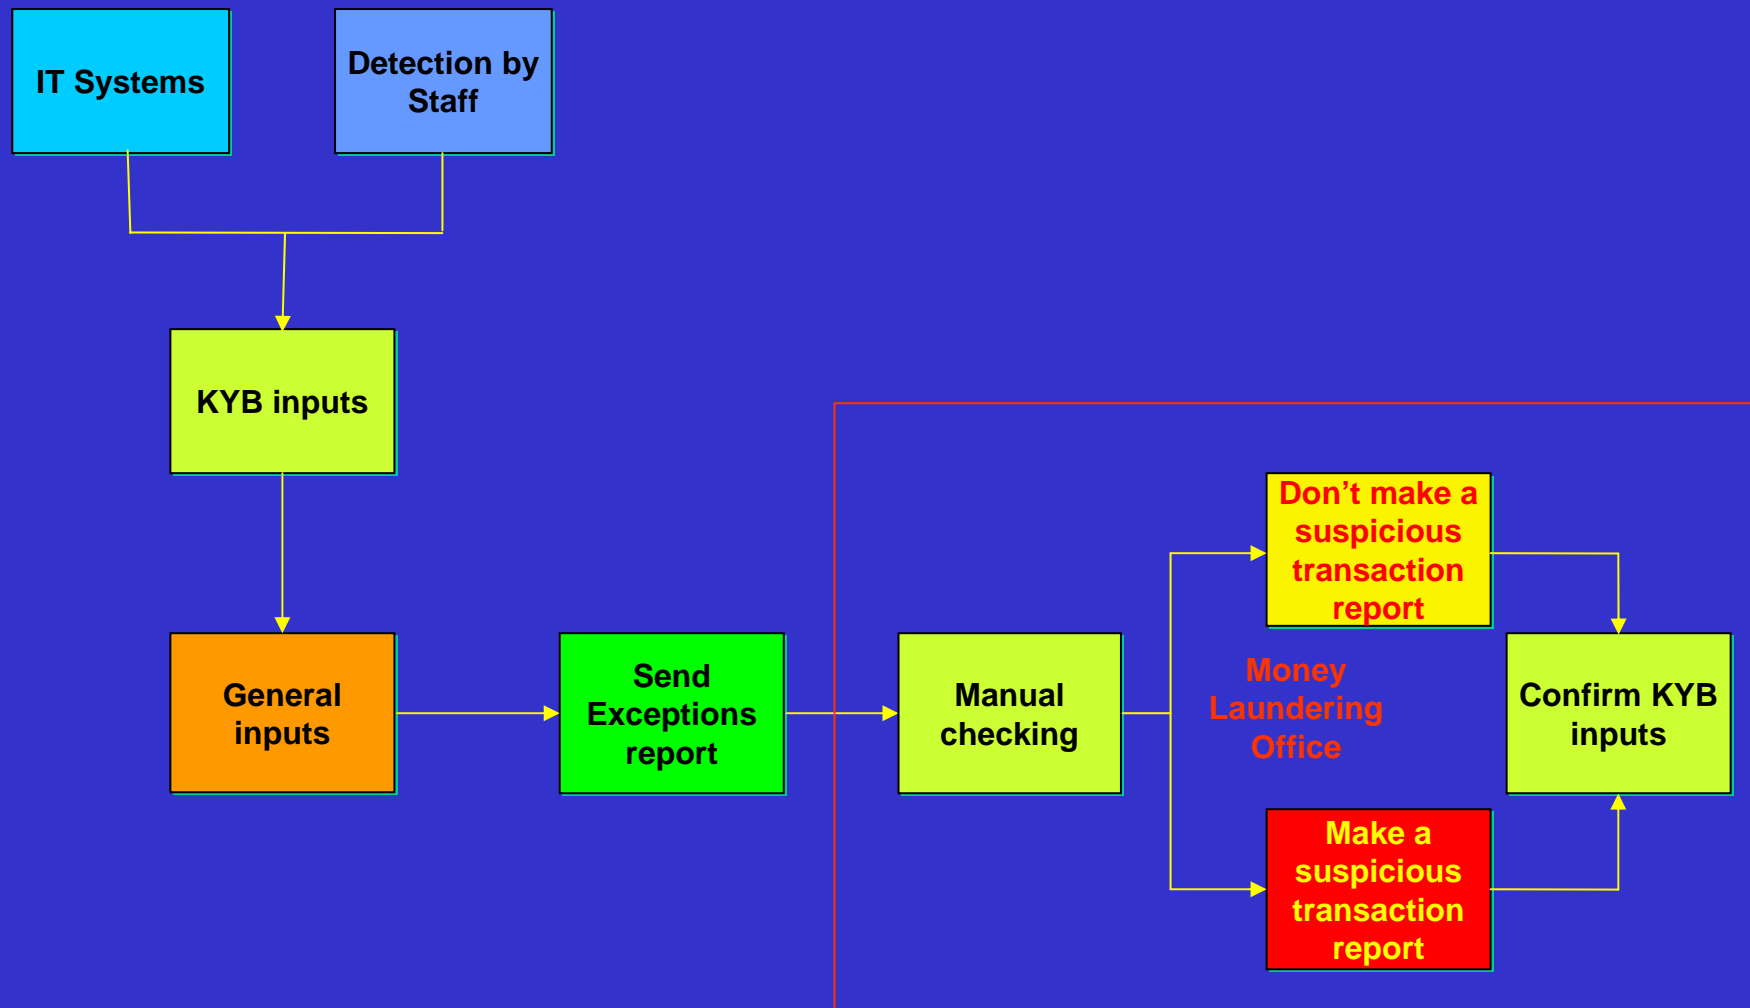 IT Systems
Detection by
Staff
KYB inputs
General
inputs
Send
Exceptions
report
Manual
checking
Don’t make a
suspicious
transaction
report
Money
Laundering
Office
Make a
suspicious
transaction
report
Confirm KYB
inputs